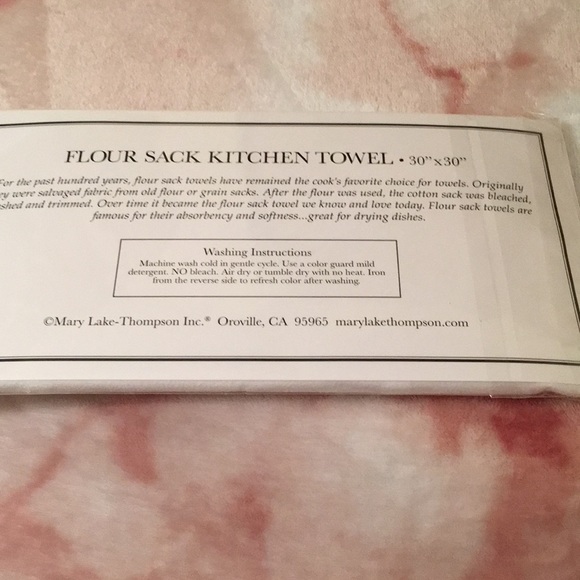 FLOUR SACK KITCHEN TOWEL • 30"x30"
For the past hundred years, flour sack towels have remained the cook's favorite choice for towels. Originally
were salvaged fabric from old flour or grain sacks. After the flour was used, the cotton sack was bleached,
and trimmed. Over time it became the flour sack towel we know and love today. Flour sack towels are
famous for their absorbency and softness...great for drying dishes.
Washing Instructions
Machine wash cold in gentle cycle. Use a color guard mild
detergent. NO bleach. Air dry or tumble dry with no heat. Iron
from the reverse side to refresh color after washing.
©Mary Lake-Thompson Inc.® Oroville, CA 95965 marylakethompson.com